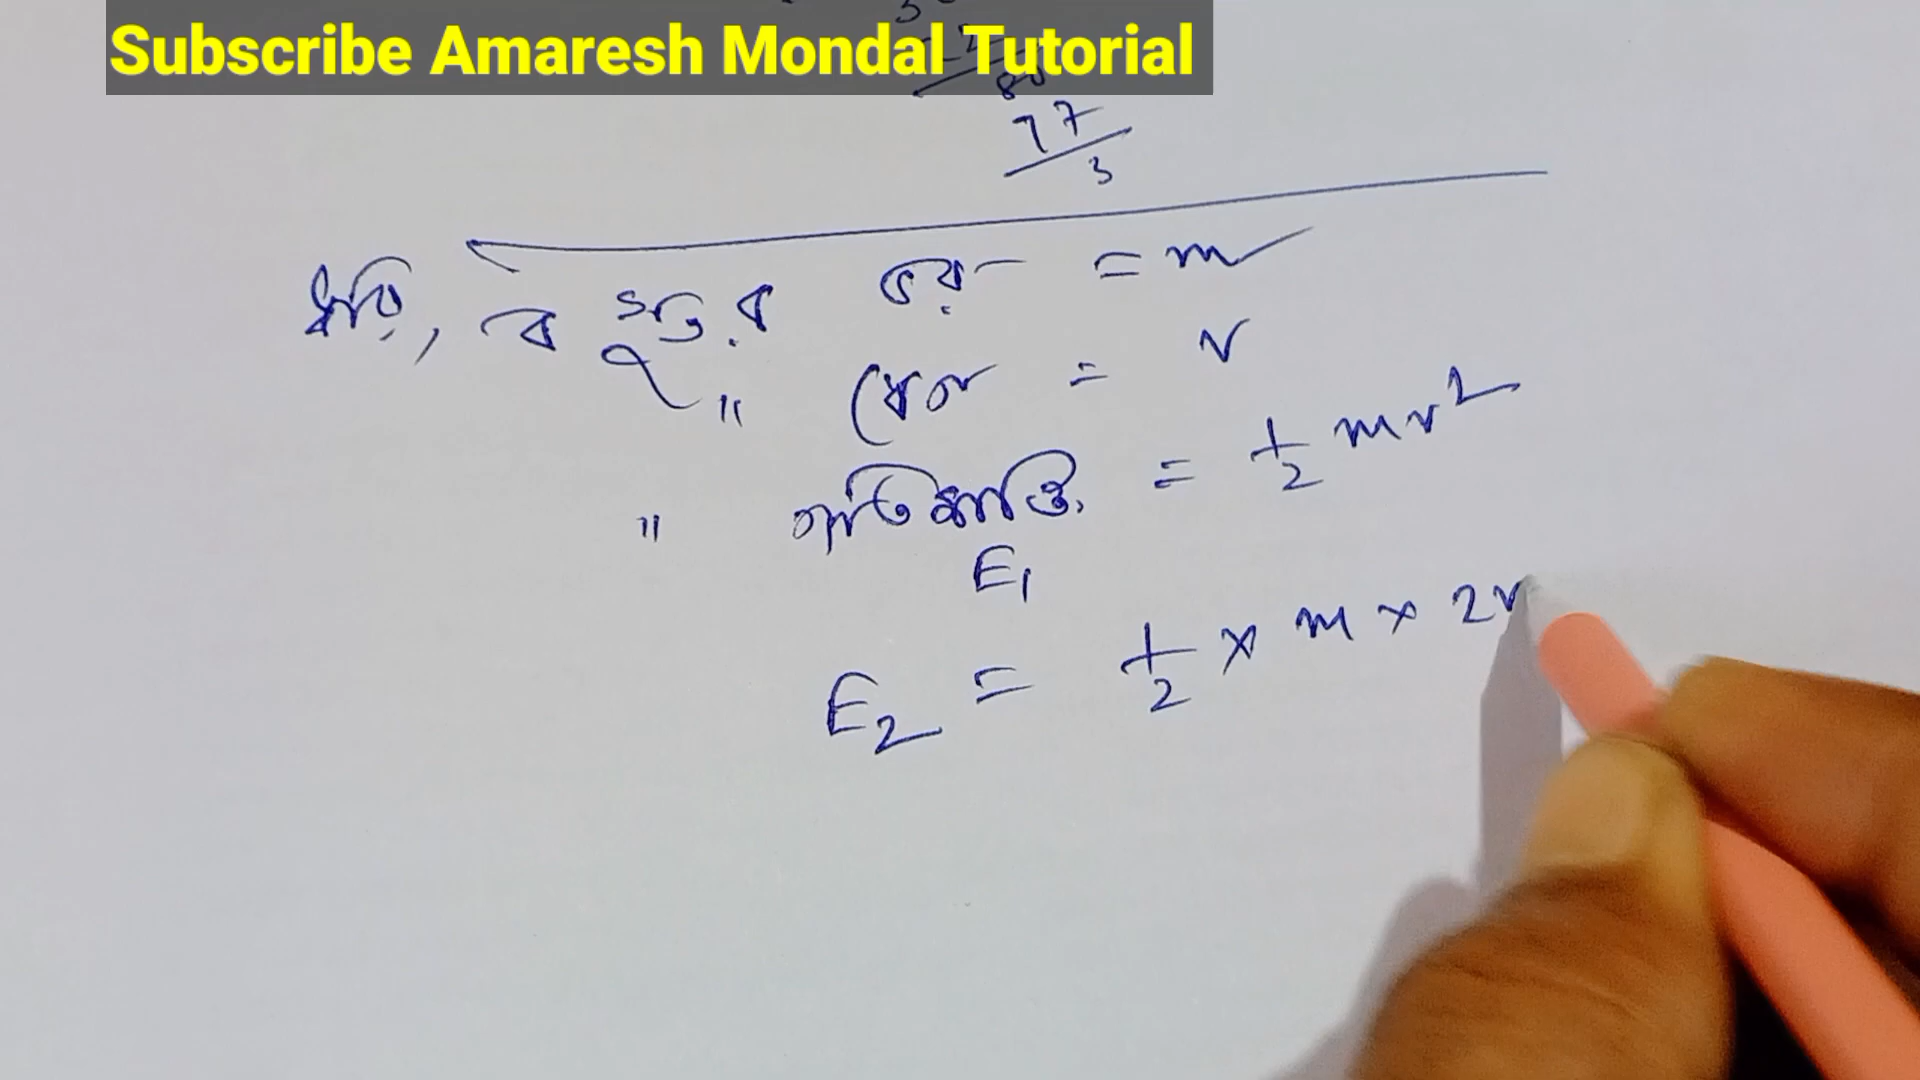 Subscribe Amaresh Mondal Tutorial
77
3
ধরি, বস্তুর ভর = m
" বেগ = v
" গতিশক্তি = 1/2 mv²
E₁
E₂ = 1/2 × m × 2v